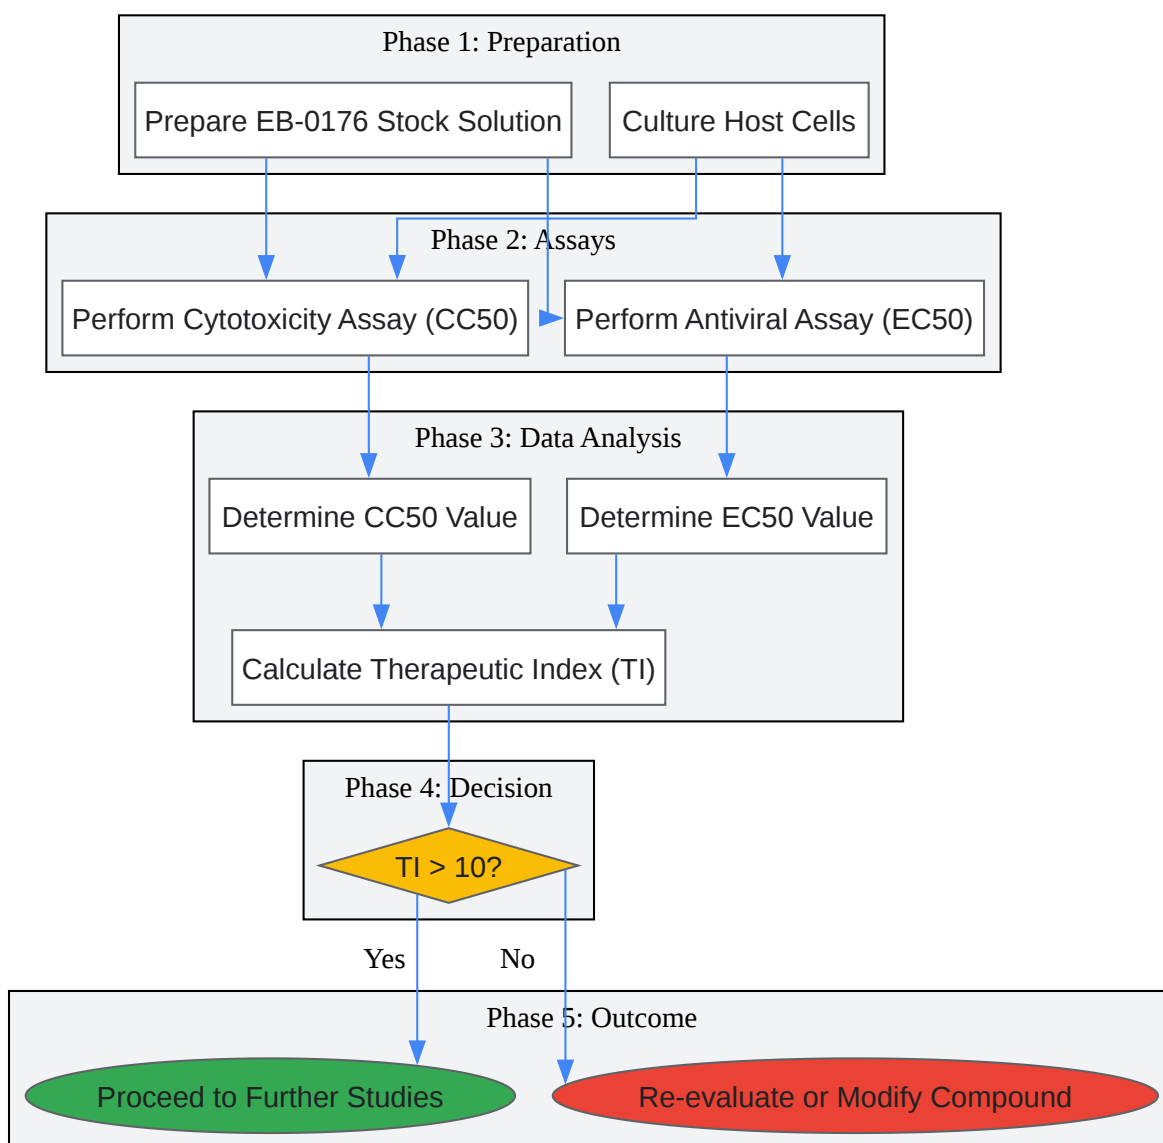 Phase 1: Preparation
Prepare EB-0176 Stock Solution
Culture Host Cells
Phase 2: Assays
Perform Cytotoxicity Assay (CC50)
Perform Antiviral Assay (EC50)
Phase 3: Data Analysis
Determine CC50 Value
Determine EC50 Value
Calculate Therapeutic Index (TI)
Phase 4: Decision
TI > 10?
Yes
No
Phase 5: Outcome
Proceed to Further Studies
Re-evaluate or Modify Compound